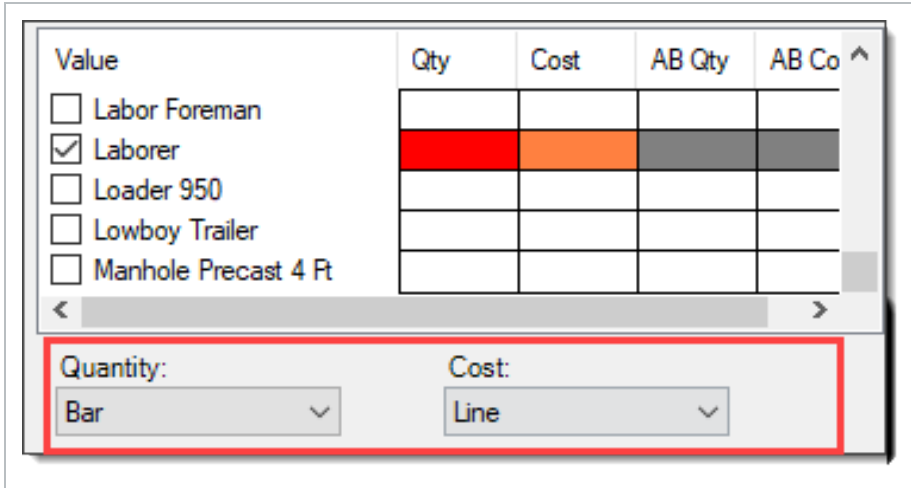 Value Qty Cost AB Qty AB Co
Labor Foreman
Laborer
Loader 950
Lowboy Trailer
Manhole Precast 4 Ft
Quantity: Cost:
Bar Line